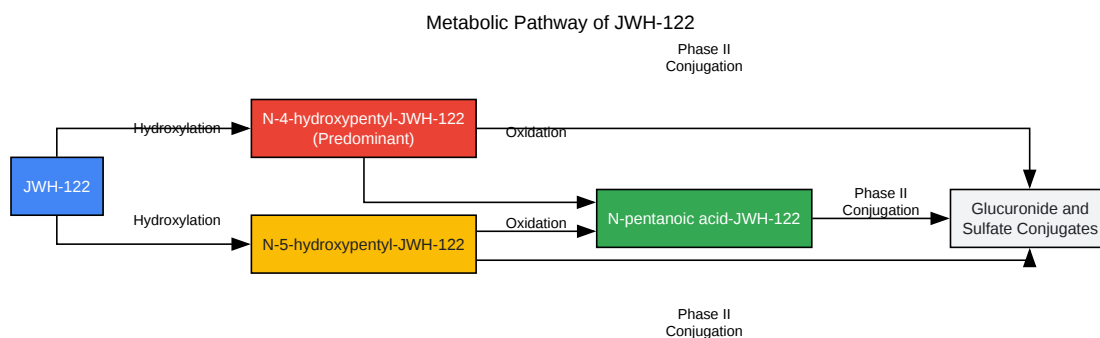 Metabolic Pathway of JWH-122
Phase II
Conjugation
Hydroxylation
N-4-hydroxypentyl-JWH-122
(Predominant)
Oxidation
JWH-122
Hydroxylation
N-5-hydroxypentyl-JWH-122
Oxidation
N-pentanoic acid-JWH-122
Phase II
Conjugation
Glucuronide and
Sulfate Conjugates
Phase II
Conjugation